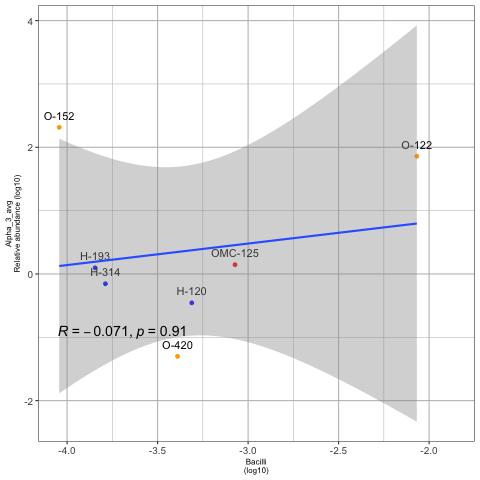 4
2
0
-2
Alpha_3_avg
Relative abundance (log10)
O-152
O-122
H-193
H-314
OMC-125
H-120
R = −0.071, p = 0.91
O-420
-4.0 -3.5 -3.0 -2.5 -2.0
Bacilli
(log10)